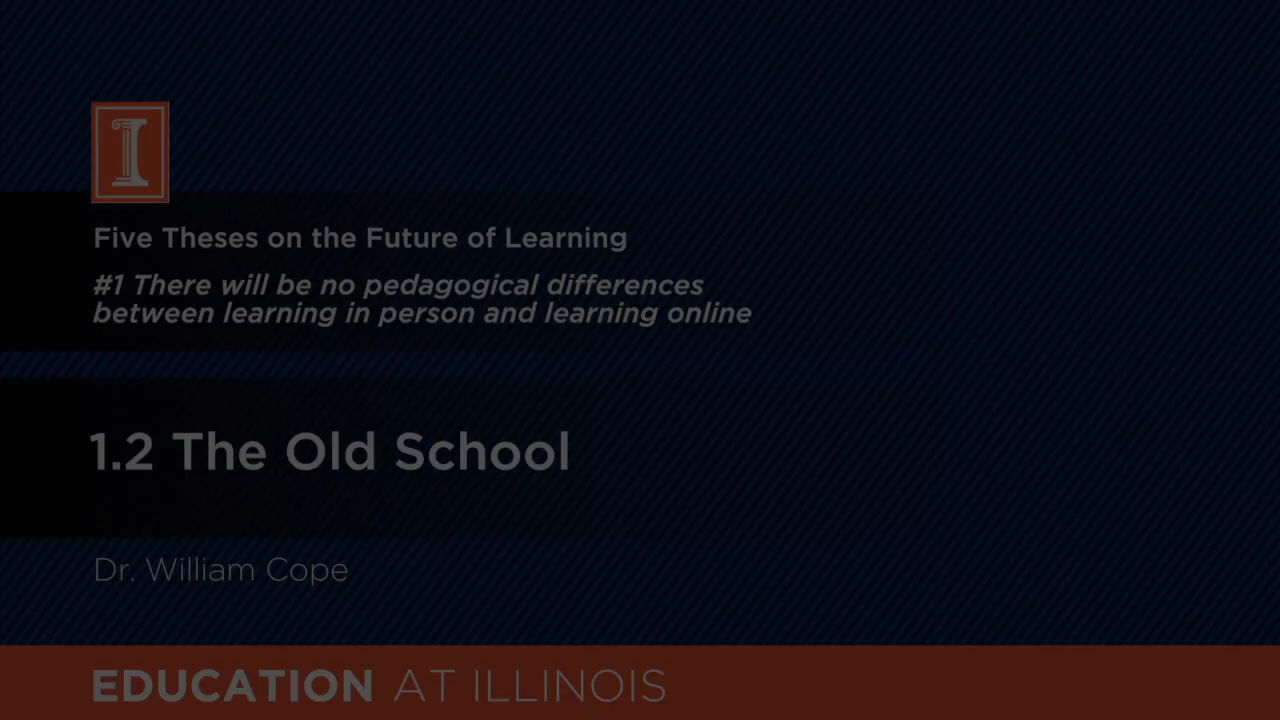 I
Five Theses on the Future of Learning
#1 There will be no pedagogical differences
between learning in person and learning online
1.2 The Old School
Dr. William Cope
EDUCATION AT ILLINOIS